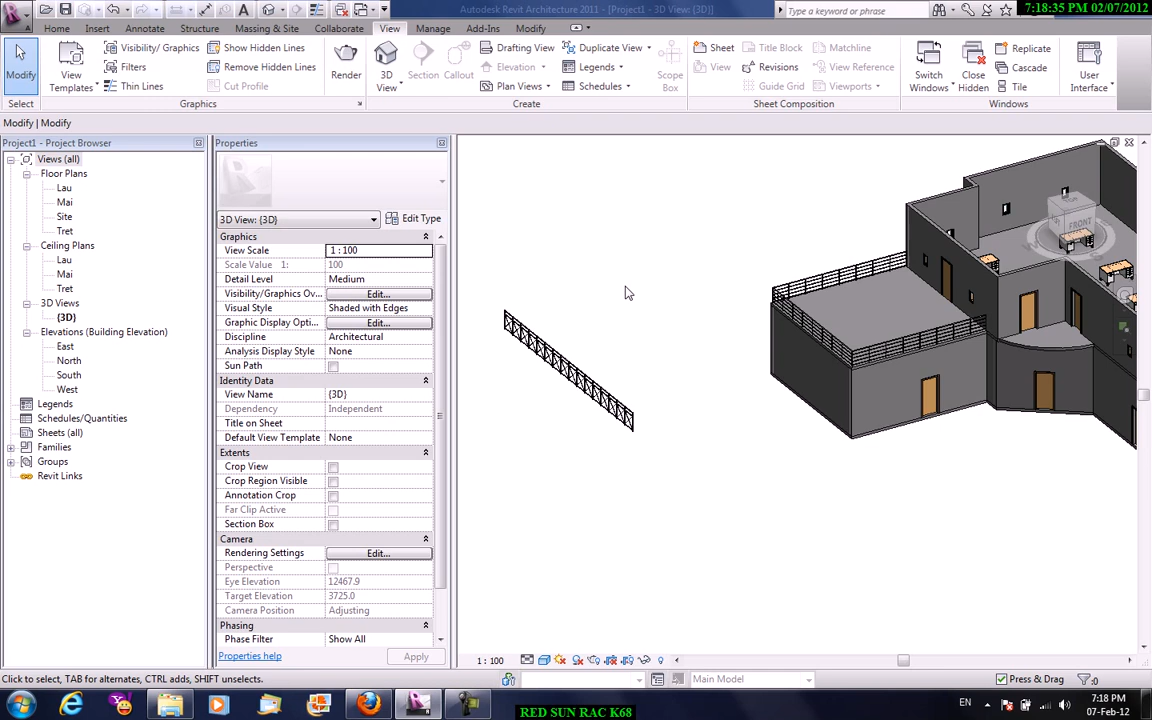 Autodesk Revit Architecture 2011 - [Project1 - 3D View: {3D}]
Type a keyword or phrase
7:18:35 PM 02/07/2012
Home Insert Annotate Structure Massing & Site Collaborate View Manage Add-Ins Modify
Visibility/ Graphics Show Hidden Lines Drafting View Duplicate View Sheet Title Block Matchline Replicate
Filters Remove Hidden Lines Elevation Legends View Revisions View Reference Cascade
Modify View Templates Thin Lines Cut Profile Render 3D View Section Callout Plan Views Schedules Scope Box Guide Grid Viewports Switch Windows Close Hidden Tile User Interface
Select Graphics Create Sheet Composition Windows
Modify | Modify
Project1 - Project Browser
Views (all)
Floor Plans
Lau
Mai
Site
Tret
Ceiling Plans
Lau
Mai
Tret
3D Views
{3D}
Elevations (Building Elevation)
East
North
South
West
Legends
Schedules/Quantities
Sheets (all)
Families
Groups
Revit Links
Properties
3D View: {3D} Edit Type
Graphics
View Scale 1 : 100
Scale Value 1: 100
Detail Level Medium
Visibility/Graphics Ov... Edit...
Visual Style Shaded with Edges
Graphic Display Opti... Edit...
Discipline Architectural
Analysis Display Style None
Sun Path
Identity Data
View Name {3D}
Dependency Independent
Title on Sheet
Default View Template None
Extents
Crop View
Crop Region Visible
Annotation Crop
Far Clip Active
Section Box
Camera
Rendering Settings Edit...
Perspective
Eye Elevation 12467.9
Target Elevation 3725.0
Camera Position Adjusting
Phasing
Phase Filter Show All
Properties help Apply
FRONT
1 : 100
Click to select, TAB for alternates, CTRL adds, SHIFT unselects.
Main Model
Press & Drag :0
EN
7:18 PM
07-Feb-12
RED SUN RAC K68